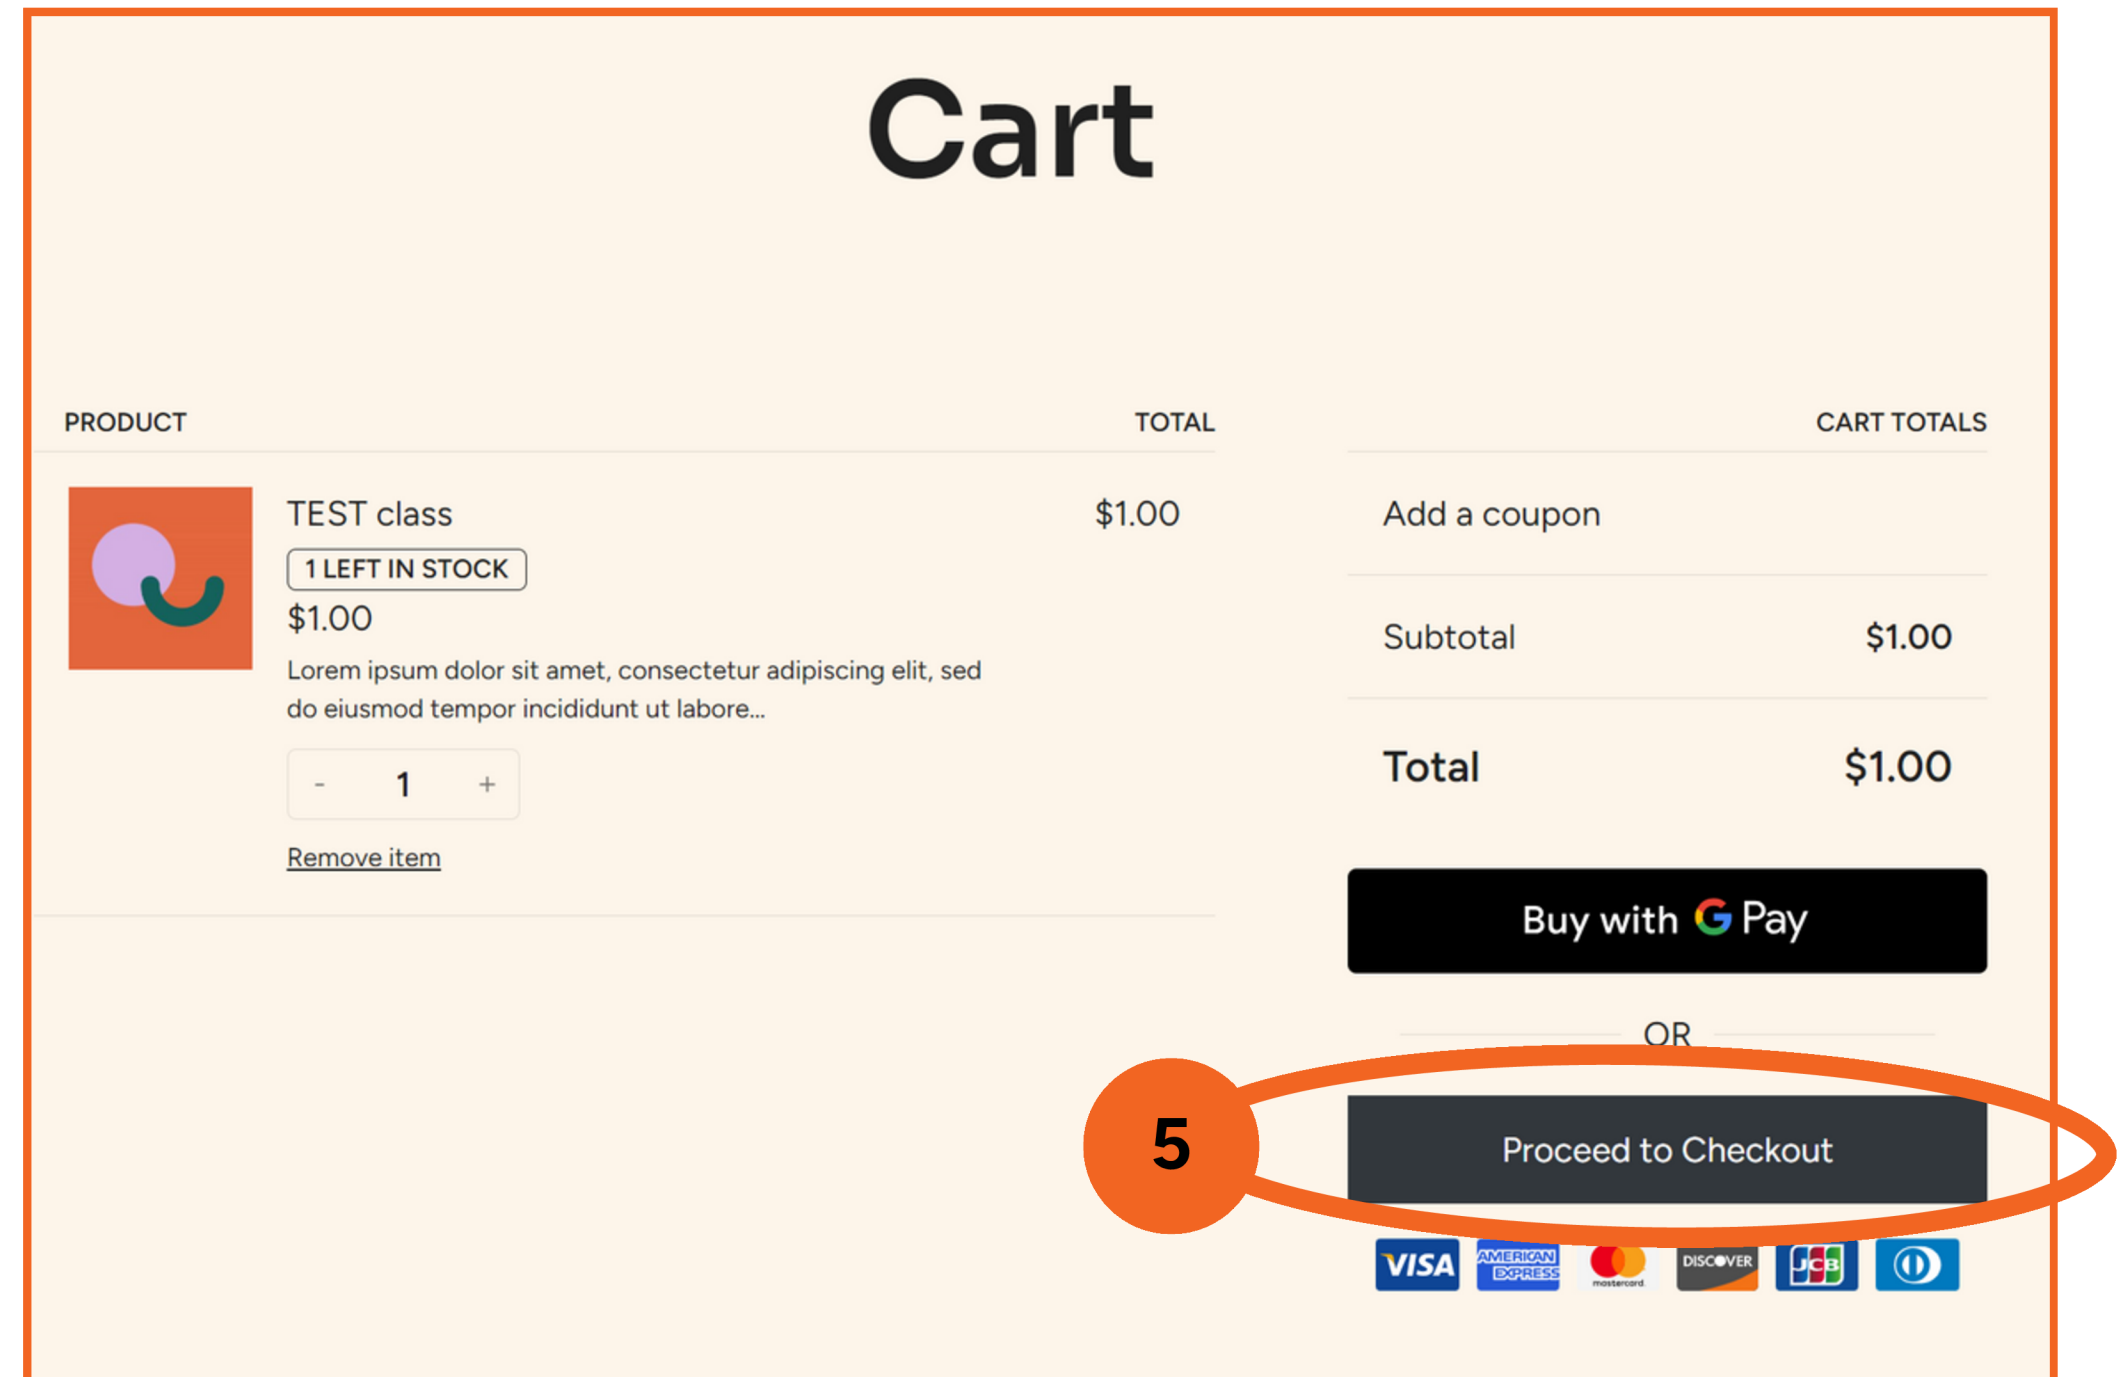 Cart
PRODUCT
TOTAL
TEST class
$1.00
1 LEFT IN STOCK
$1.00
Lorem ipsum dolor sit amet, consectetur adipiscing elit, sed
do eiusmod tempor incididunt ut labore...
- 1 +
Remove item
CART TOTALS
Add a coupon
Subtotal $1.00
Total $1.00
Buy with G Pay
OR
5
Proceed to Checkout
VISA
AMERICAN
EXPRESS
mastercard.
DISCOVER
JCB